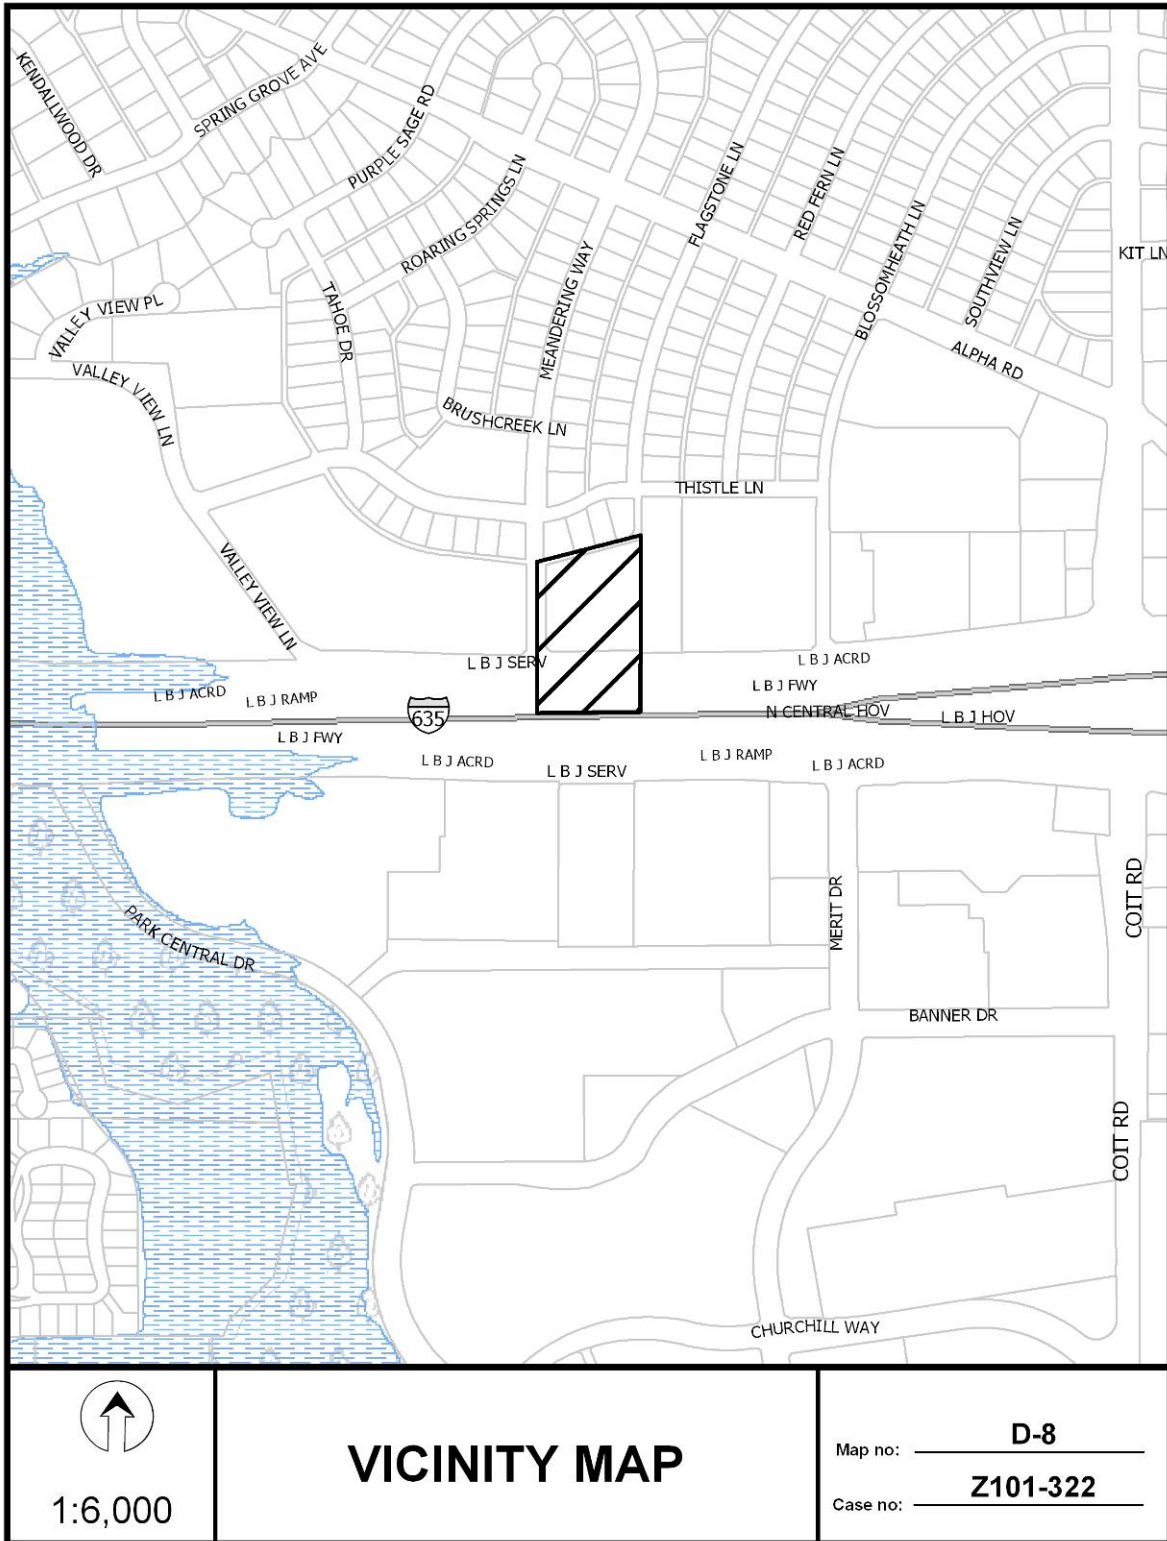 KENDALLWOOD DR
SPRING GROVE AVE
PURPLE SAGE RD
ROARING SPRINGS LN
FLAGSTONE LN
RED FERN LN
BLOSSOMHEATH LN
SOUTHVIEW LN
KIT LN
MEANDERING WAY
TAHOE DR
VALLEY VIEW PL
VALLEY VIEW LN
ALPHA RD
BRUSHCREEK LN
THISTLE LN
VALLEY VIEW LN
L B J SERV
L B J ACRD
L B J ACRD
L B J RAMP
L B J FWY
635
N CENTRAL HOV
L B J HOV
L B J FWY
L B J ACRD
L B J SERV
L B J RAMP
L B J ACRD
COIT RD
MERIT DR
PARK CENTRAL DR
BANNER DR
COIT RD
CHURCHILL WAY
1:6,000
VICINITY MAP
Map no: D-8
Case no: Z101-322